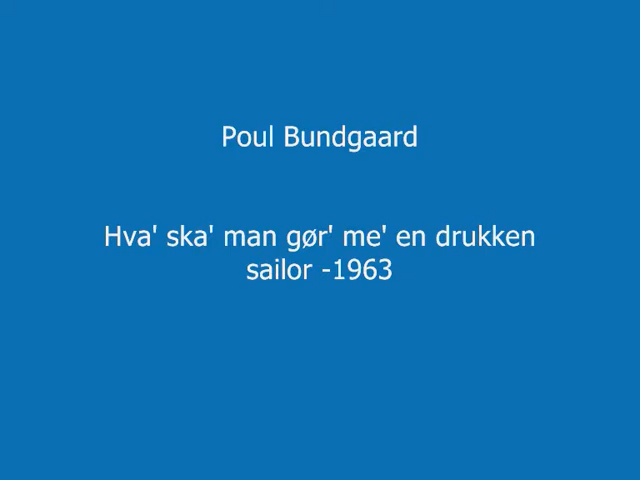 Poul Bundgaard
Hva' ska' man gør' me' en drukken
sailor -1963